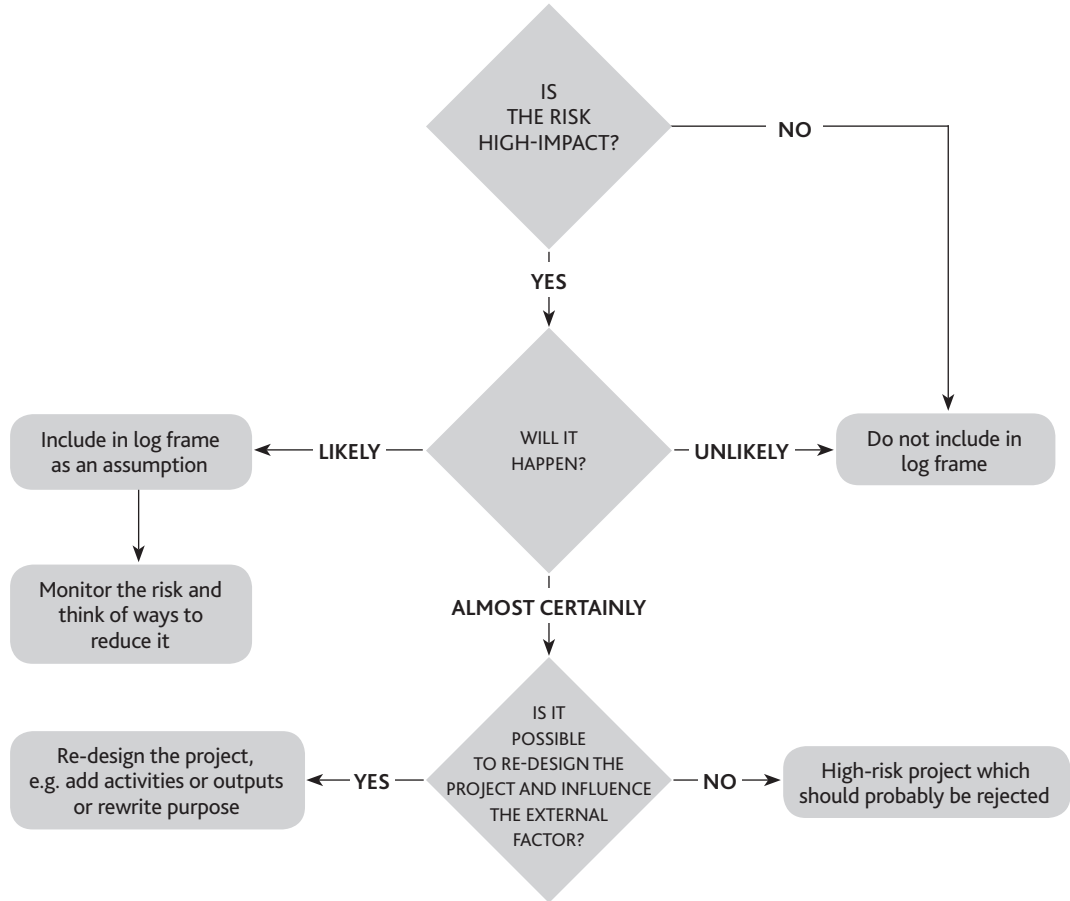 IS
THE RISK
HIGH-IMPACT?
NO
YES
Include in log frame
as an assumption
LIKELY
WILL IT
HAPPEN?
UNLIKELY
Do not include in
log frame
Monitor the risk and
think of ways to
reduce it
ALMOST CERTAINLY
Re-design the project,
e.g. add activities or outputs
or rewrite purpose
YES
IS IT
POSSIBLE
TO RE-DESIGN THE
PROJECT AND INFLUENCE
THE EXTERNAL
FACTOR?
NO
High-risk project which
should probably be rejected